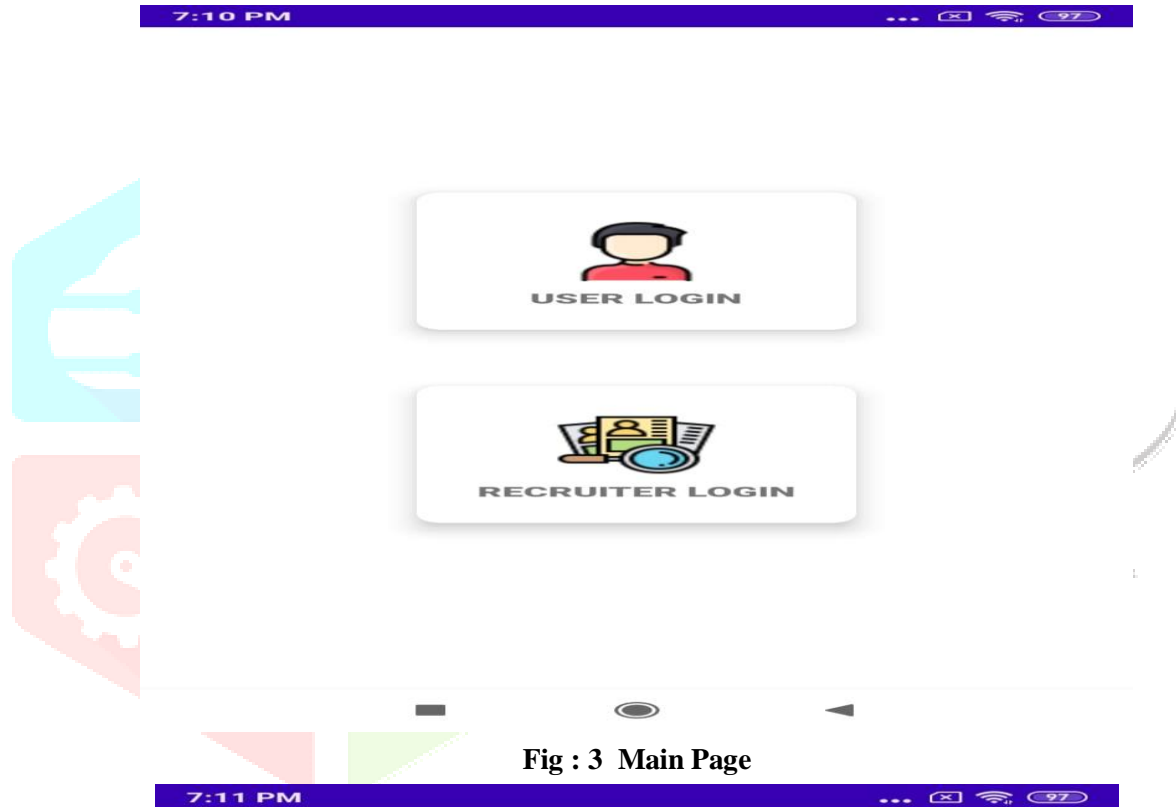 7:10 PM ... 97
USER LOGIN
RECRUITER LOGIN
Fig : 3 Main Page
7:11 PM ... 97